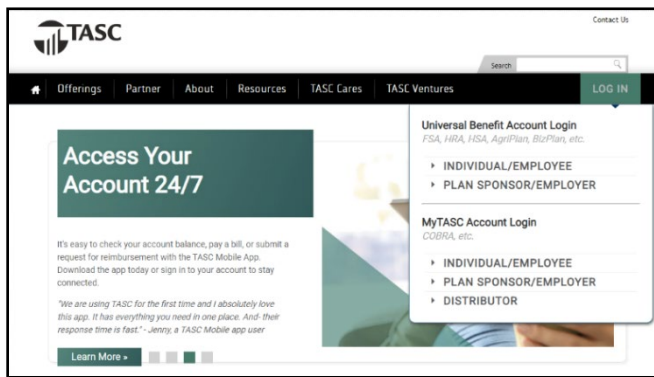 TASC
Contact Us
Search
Offerings
Partner
About
Resources
TASC Cares
TASC Ventures
LOG IN
Access Your
Account 24/7
It's easy to check your account balance, pay a bill, or submit a
request for reimbursement with the TASC Mobile App.
Download the app today or sign in to your account to stay
connected.
"We are using TASC for the first time and I absolutely love
this app. It has everything you need in one place. And- their
response time is fast." - Jenny, a TASC Mobile app user
Learn More »
Universal Benefit Account Login
FSA, HRA, HSA, AgriPlan, BizPlan, etc.
INDIVIDUAL/EMPLOYEE
PLAN SPONSOR/EMPLOYER
MyTASC Account Login
COBRA, etc.
INDIVIDUAL/EMPLOYEE
PLAN SPONSOR/EMPLOYER
DISTRIBUTOR